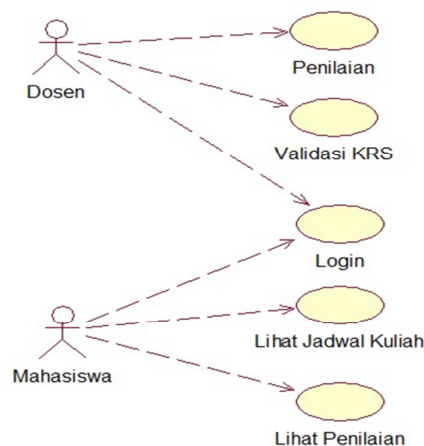 Penilaian
Dosen
Validasi KRS
Login
Lihat Jadwal Kuliah
Mahasiswa
Lihat Penilaian